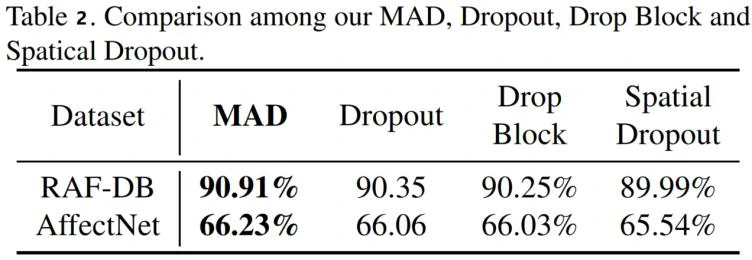 Table 2. Comparison among our MAD, Dropout, Drop Block and
Spatical Dropout.
Dataset MAD Dropout Drop Block Spatial Dropout
RAF-DB 90.91% 90.35 90.25% 89.99%
AffectNet 66.23% 66.06 66.03% 65.54%